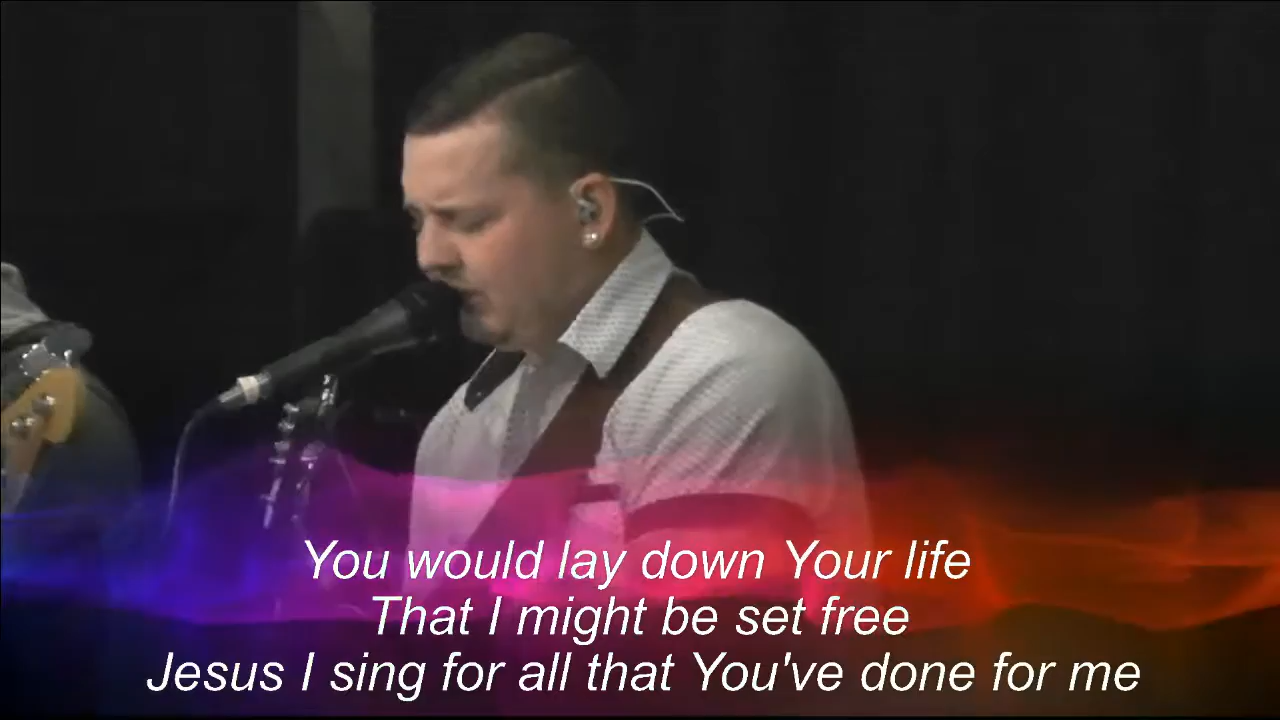 You would lay down Your life
That I might be set free
Jesus I sing for all that You've done for me